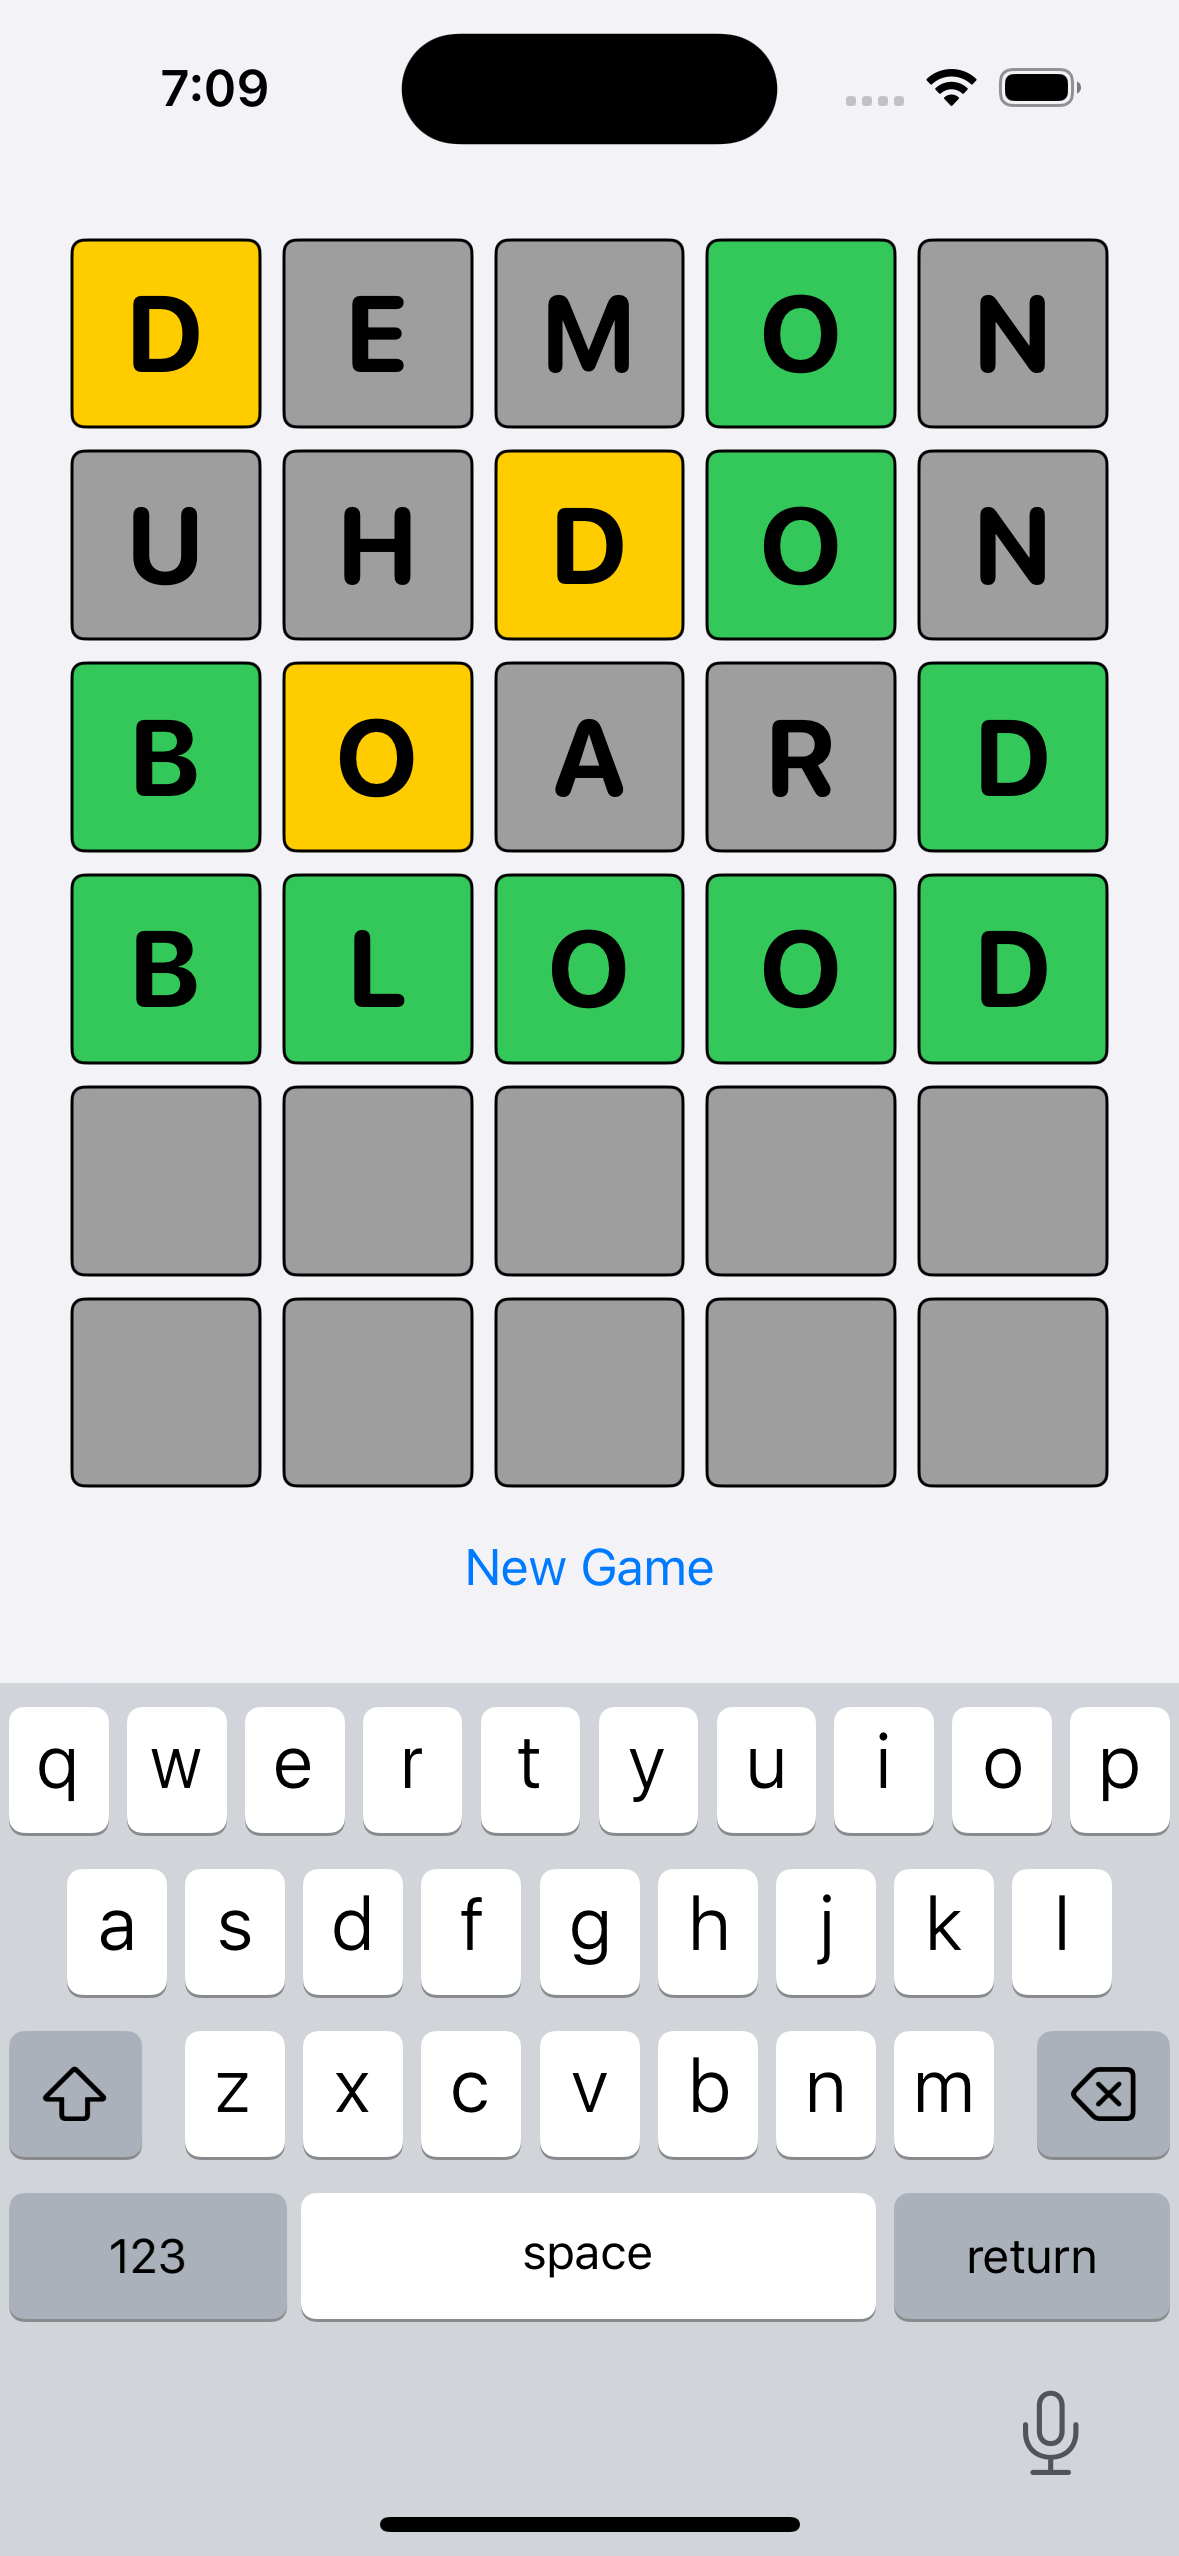 7:09
D E M O N
U H D O N
B O A R D
B L O O D
New Game
q w e r t y u i o p
a s d f g h j k l
z x c v b n m
123 space return